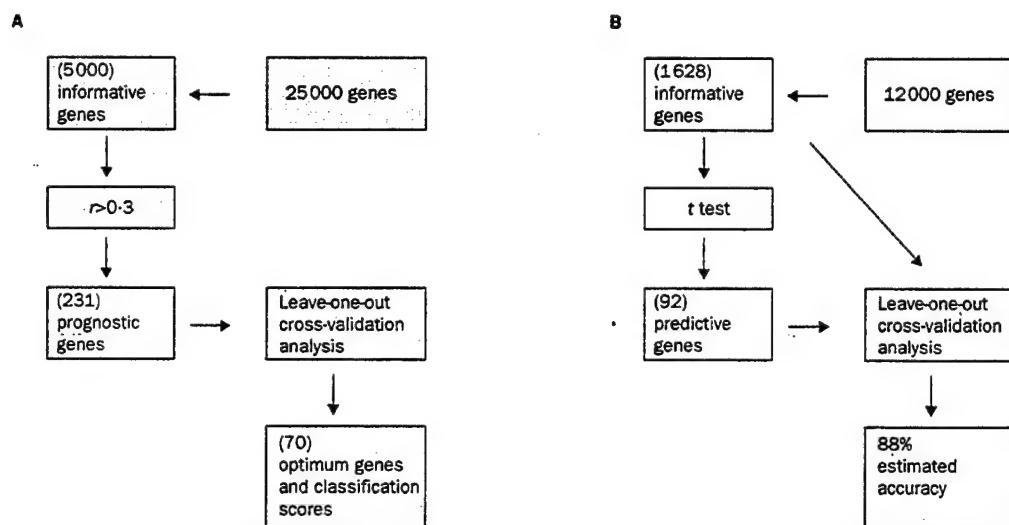 A
(5000)
informative
genes
25000 genes
r>0·3
(231)
prognostic
genes
Leave-one-out
cross-validation
analysis
(70)
optimum genes
and classification
scores
B
(1628)
informative
genes
12000 genes
t test
(92)
predictive
genes
Leave-one-out
cross-validation
analysis
88%
estimated
accuracy